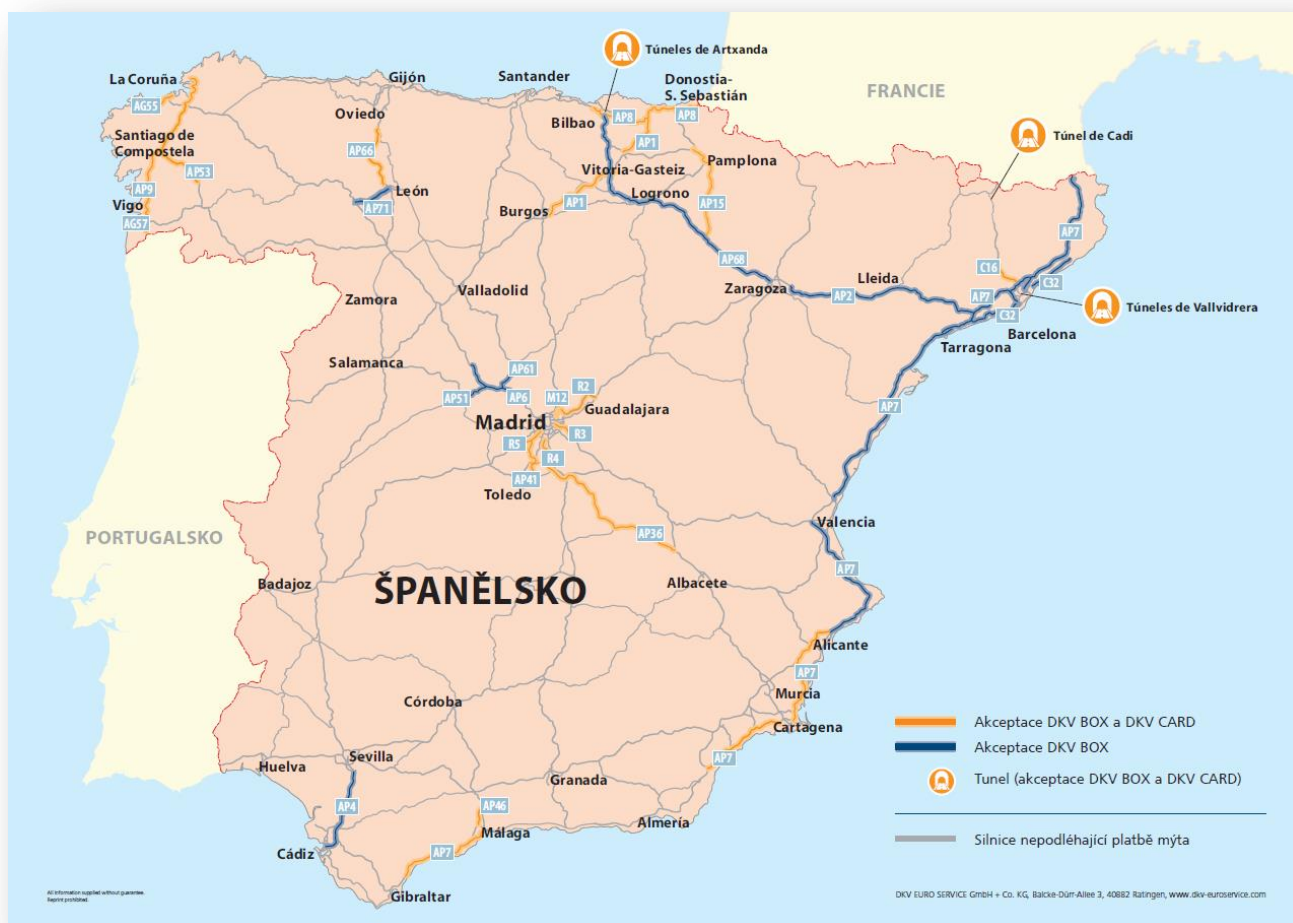 Túneles de Artxanda
La Coruña
Gijón
Santander
Donostia-
S. Sebastián
FRANCIE
AG55
Oviedo
Bilbao
AP8
AP8
Túnel de Cadi
Santiago de
Compostela
AP66
AP1
Pamplona
AP53
Vitoria-Gasteiz
AP9
León
Logrono
Vigo
AP71
Burgos
AP1
AP15
AG57
AP7
AP68
C16
Lleida
Zaragoza
AP2
AP7
C32
Zamora
Valladolid
Túneles de Vallvidrera
C32
Barcelona
Tarragona
Salamanca
AP61
AP51
AP6
M12
R2
Guadalajara
AP7
Madrid
R3
R5
R4
AP41
Toledo
Valencia
PORTUGALSKO
AP36
AP7
Badajoz
ŠPANĚLSKO
Albacete
Alicante
AP7
Murcia
Córdoba
Cartagena
Akceptace DKV BOX a DKV CARD
Akceptace DKV BOX
Sevilla
AP7
Huelva
Granada
Tunel (akceptace DKV BOX a DKV CARD)
AP4
AP46
Almería
Málaga
Silnice nepodléhající platbě mýta
Cádiz
AP7
Gibraltar
All information supplied without guarantee.
Reprint prohibited.
DKV EURO SERVICE GmbH + Co. KG, Balcke-Dürr-Allee 3, 40882 Ratingen, www.dkv-euroservice.com